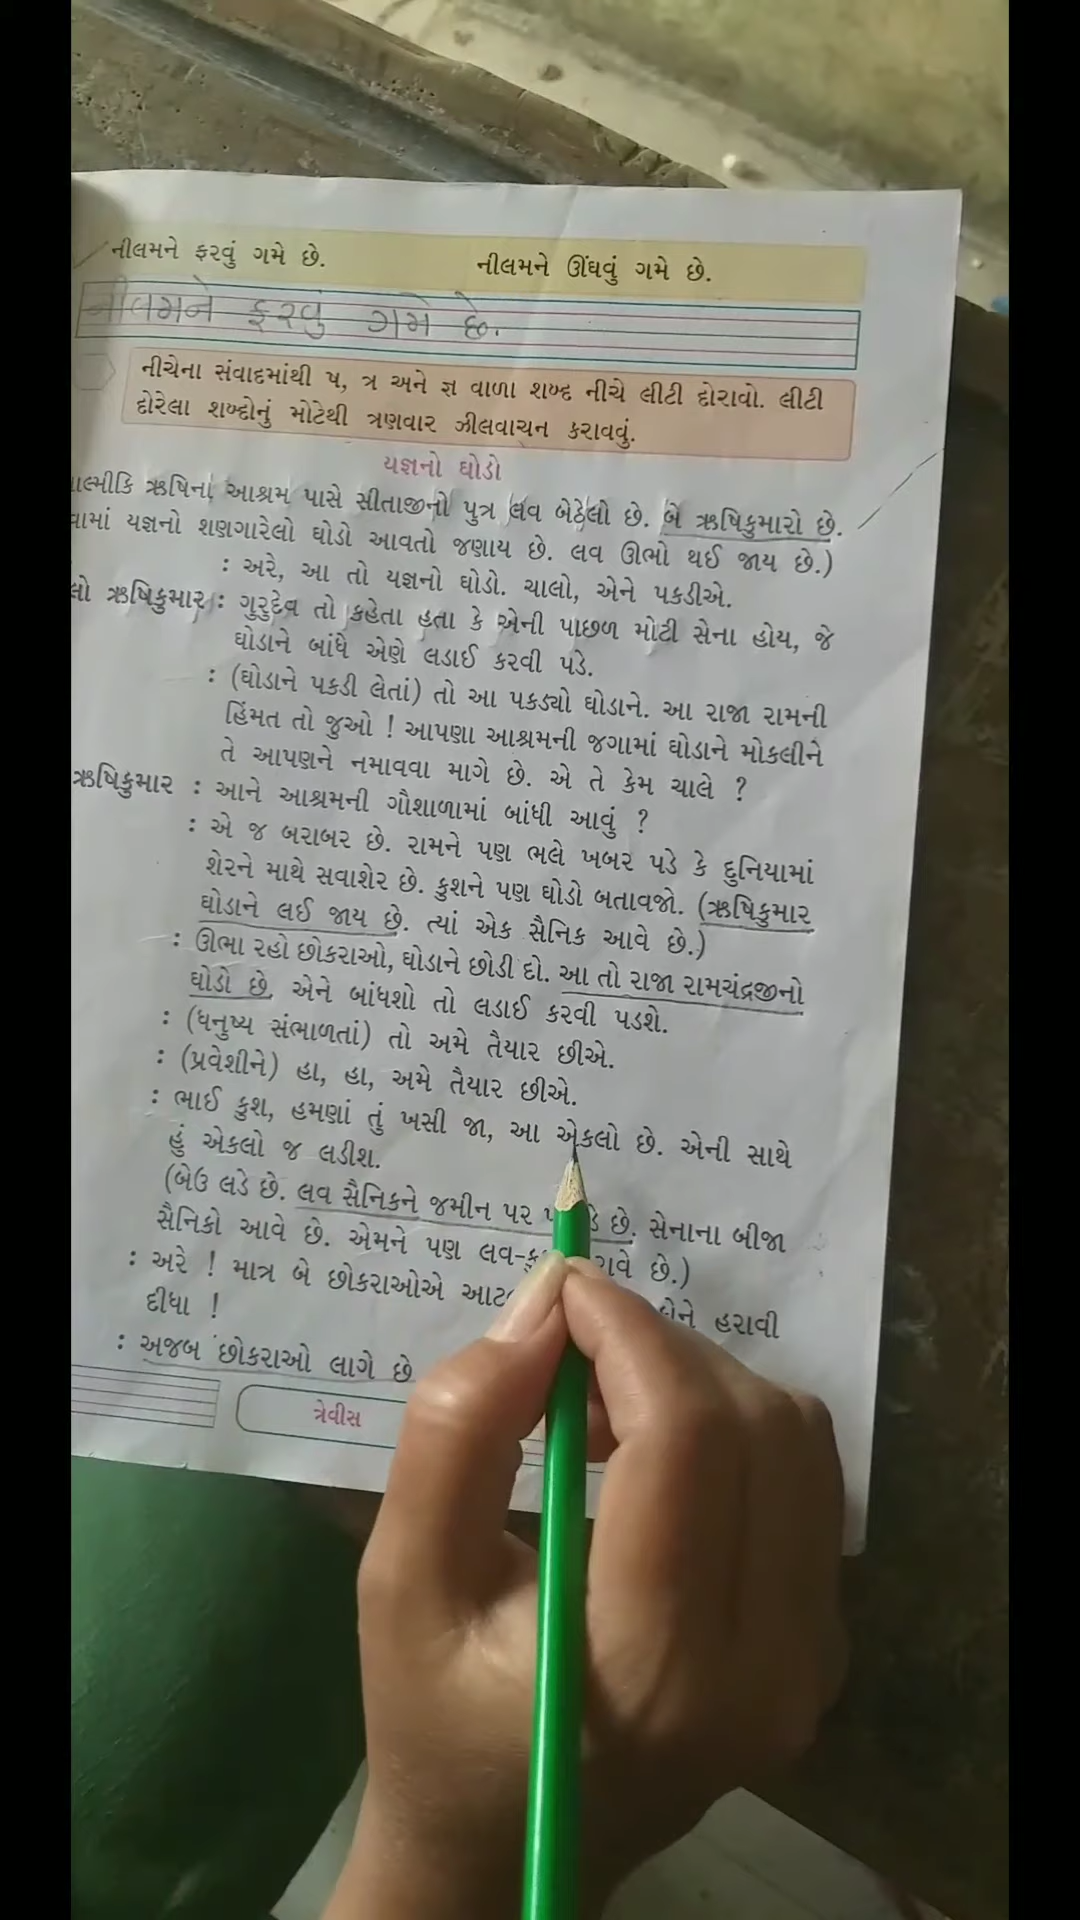 નીલમને ફરવું ગમે છે. નીલમને ઊંઘવું ગમે છે.
નીલમને ફરવું ગમે છે.
નીચેના સંવાદમાંથી ષ, ત્ર અને જ્ઞ વાળા શબ્દ નીચે લીટી દોરાવો. લીટી
દોરેલા શબ્દોનું મોટેથી ત્રણવાર ઝીલવાચન કરાવવું.
યજ્ઞનો ઘોડો
ાલ્મીકિ ઋષિના આશ્રમ પાસે સીતાજીનો પુત્ર લવ બેઠેલો છે. બે ઋષિકુમારો છે.
વામાં યજ્ઞનો શણગારેલો ઘોડો આવતો જણાય છે. લવ ઊભો થઈ જાય છે.)
: અરે, આ તો યજ્ઞનો ઘોડો. ચાલો, એને પકડીએ.
લો ઋષિકુમાર : ગુરુદેવ તો કહેતા હતા કે એની પાછળ મોટી સેના હોય, જે
ઘોડાને બાંધે એણે લડાઈ કરવી પડે.
: (ઘોડાને પકડી લેતાં) તો આ પકડ્યો ઘોડાને. આ રાજા રામની
હિંમત તો જુઓ ! આપણા આશ્રમની જગામાં ઘોડાને મોકલીને
તે આપણને નમાવવા માગે છે. એ તે કેમ ચાલે ?
ઋષિકુમાર : આને આશ્રમની ગૌશાળામાં બાંધી આવું ?
: એ જ બરાબર છે. રામને પણ ભલે ખબર પડે કે દુનિયામાં
શેરને માથે સવાશેર છે. કુશને પણ ઘોડો બતાવજો. (ઋષિકુમાર
ઘોડાને લઈ જાય છે. ત્યાં એક સૈનિક આવે છે.)
: ઊભા રહો છોકરાઓ, ઘોડાને છોડી દો. આ તો રાજા રામચંદ્રજીનો
ઘોડો છે. એને બાંધશો તો લડાઈ કરવી પડશે.
: (ધનુષ્ય સંભાળતાં) તો અમે તૈયાર છીએ.
: (પ્રવેશીને) હા, હા, અમે તૈયાર છીએ.
: ભાઈ કુશ, હમણાં તું ખસી જા, આ એકલો છે. એની સાથે
હું એકલો જ લડીશ.
(બેઉ લડે છે. લવ સૈનિકને જમીન પર છે. સેનાના બીજા
સૈનિકો આવે છે. એમને પણ લવ-કુ રાવે છે.)
: અરે ! માત્ર બે છોકરાઓએ આટ હરાવી
દીધા !
: અજબ છોકરાઓ લાગે છે
ત્રેવીસ